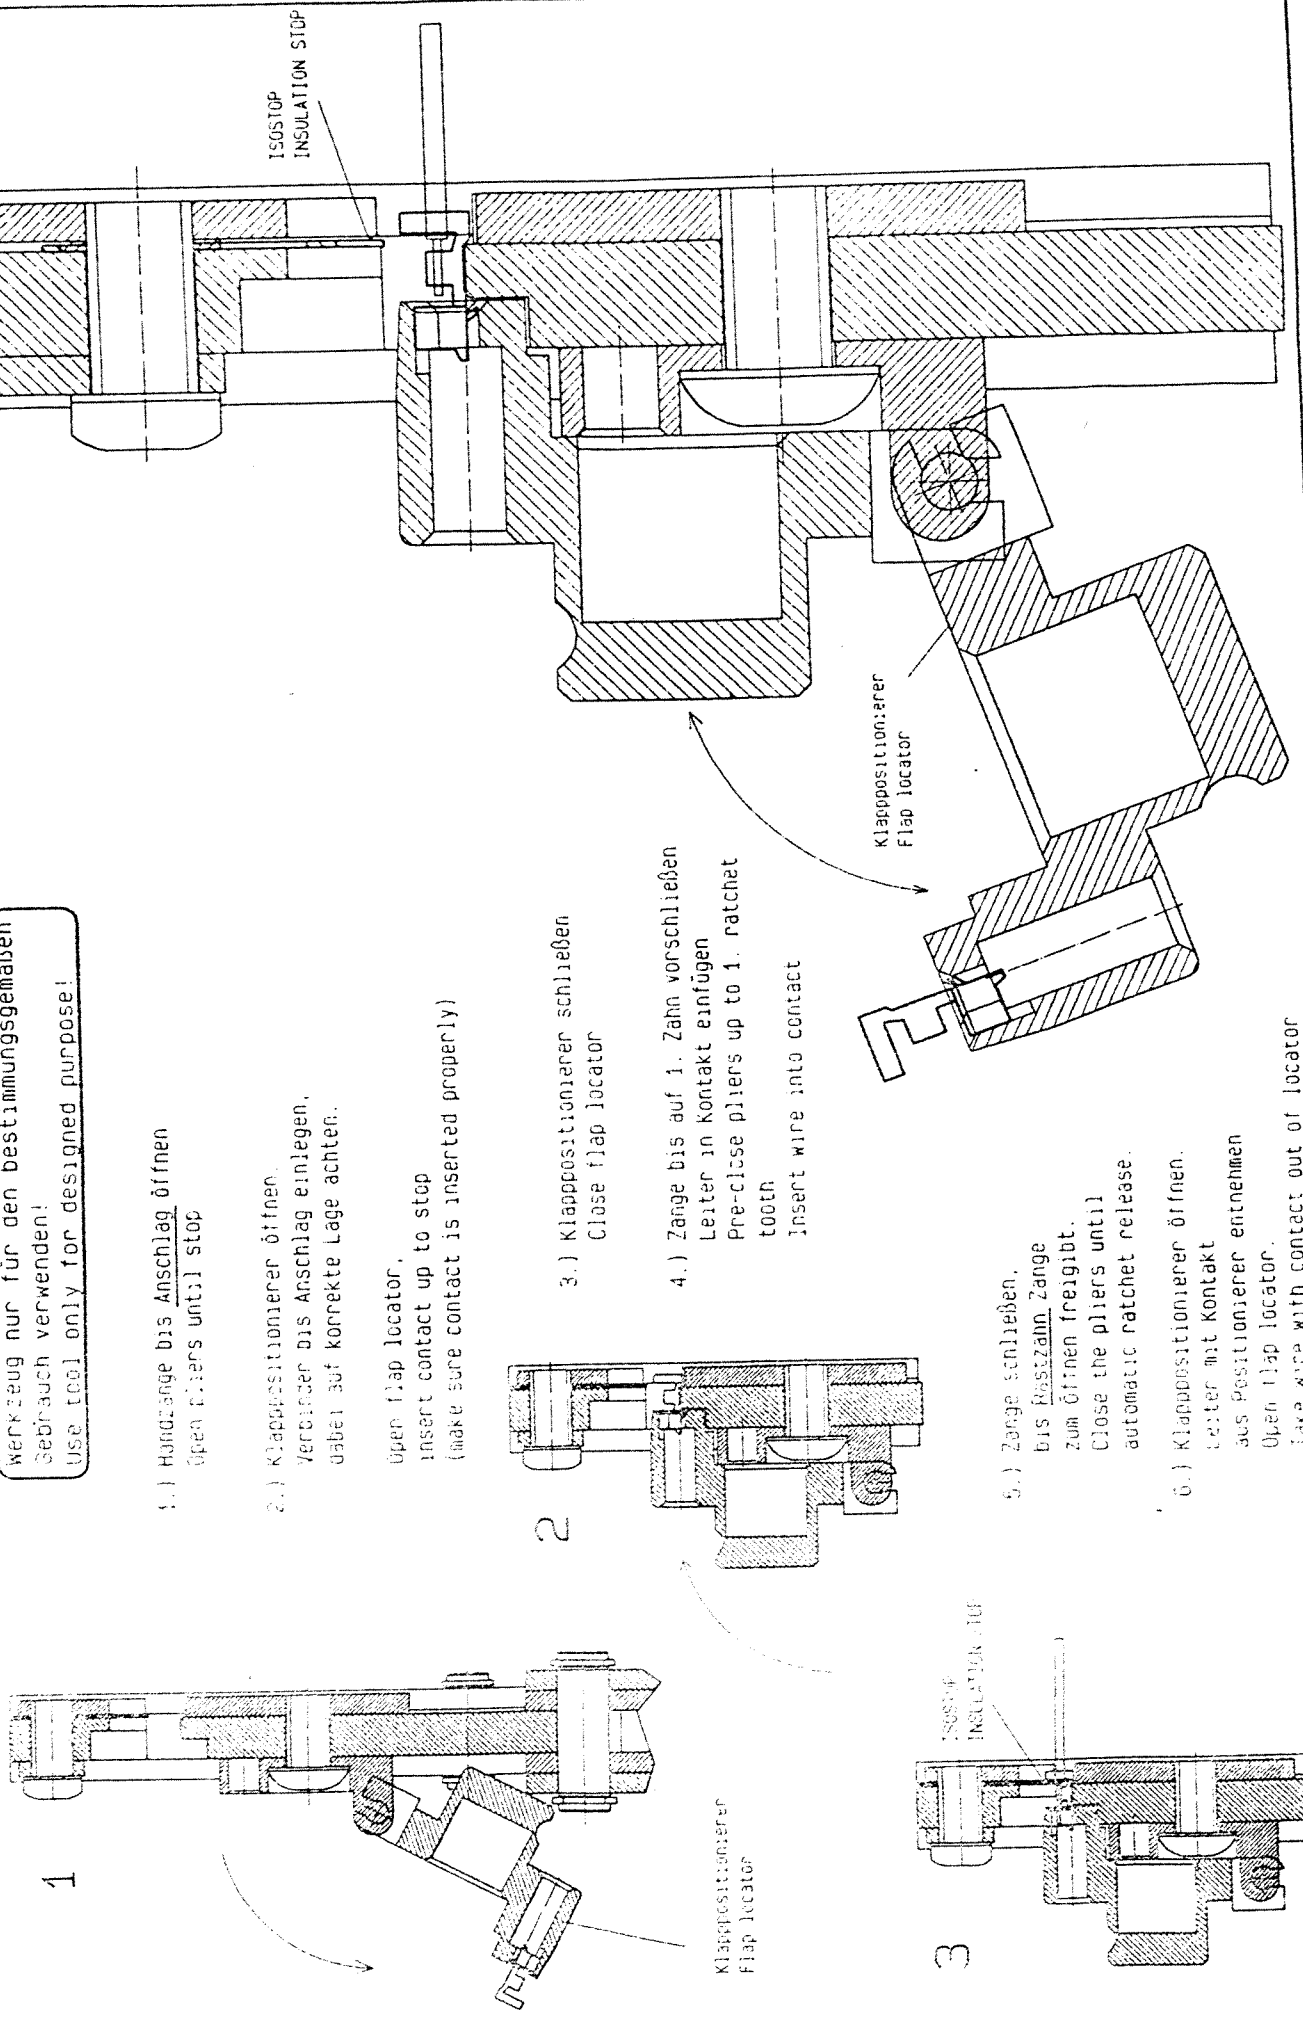 Werkzeug nur für den bestimmungsgemäßen
Gebrauch verwenden!
Use tool only for designed purpose!
1.) Handzange bis Anschlag öffnen
Open pliers until stop
2.) Klapppositionierer öffnen.
Verbinder bis Anschlag einlegen,
dabei auf korrekte Lage achten.
Open flap locator,
insert contact up to stop
(make sure contact is inserted properly)
3.) Klapppositionierer schließen
Close flap locator
4.) Zange bis auf 1. Zahn vorschließen
Leiter in Kontakt einfügen
Pre-close pliers up to 1. ratchet
tooth
Insert wire into contact
5.) Zange schließen,
bis Rastzahn Zange
zum Öffnen freigibt.
Close the pliers until
automatic ratchet release.
6.) Klapppositionierer öffnen.
Leiter mit Kontakt
aus Positionierer entnehmen
Open flap locator.
Take wire with contact out of locator
ISOSTOP
INSULATION STOP
Klapppositionierer
Flap locator
1
Klapppositionierer
Flap locator
2
3
ISOSTOP
INSULATION STOP